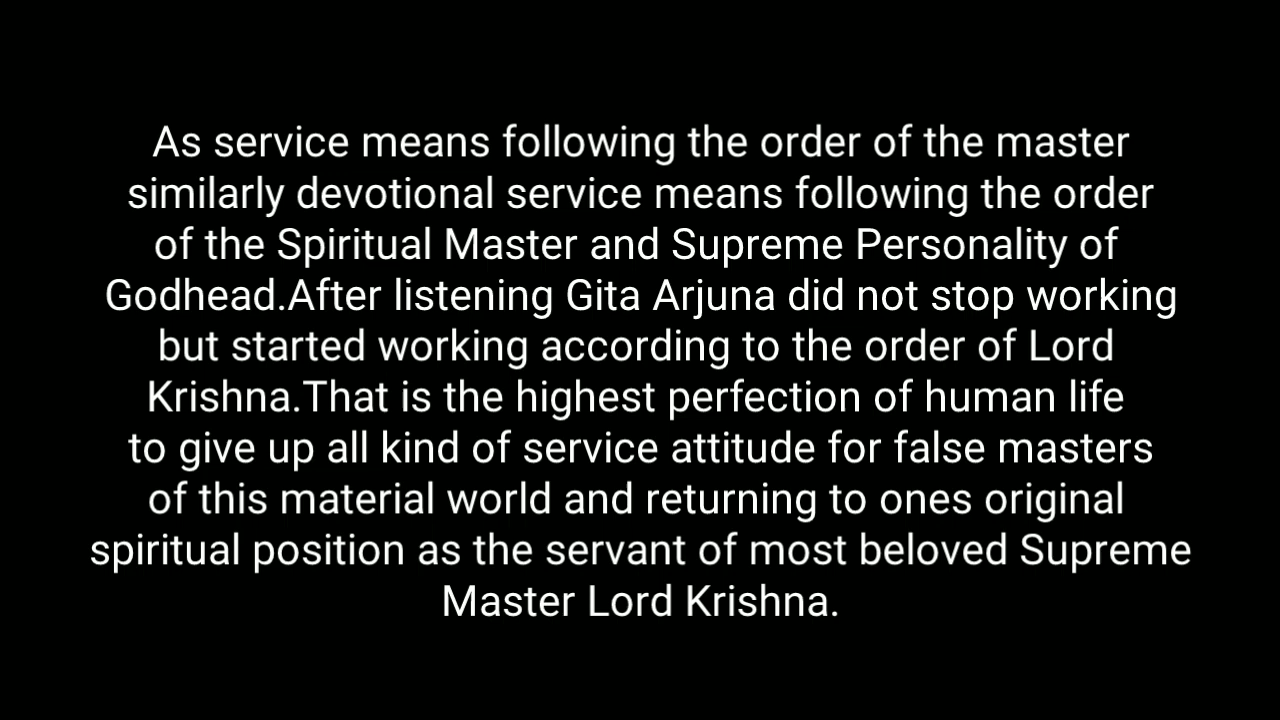 As service means following the order of the master
similarly devotional service means following the order
of the Spiritual Master and Supreme Personality of
Godhead.After listening Gita Arjuna did not stop working
but started working according to the order of Lord
Krishna.That is the highest perfection of human life
to give up all kind of service attitude for false masters
of this material world and returning to ones original
spiritual position as the servant of most beloved Supreme
Master Lord Krishna.